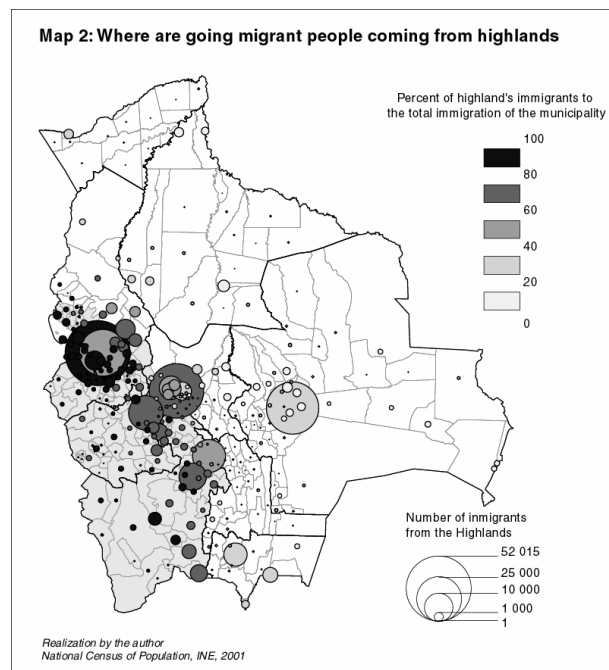 Map 2: Where are going migrant people coming from highlands
Percent of highland's immigrants to
the total immigration of the municipality
100
80
60
40
20
0
Number of inmigrants
from the Highlands
52 015
25 000
10 000
1 000
1
Realization by the author
National Census of Population, INE, 2001